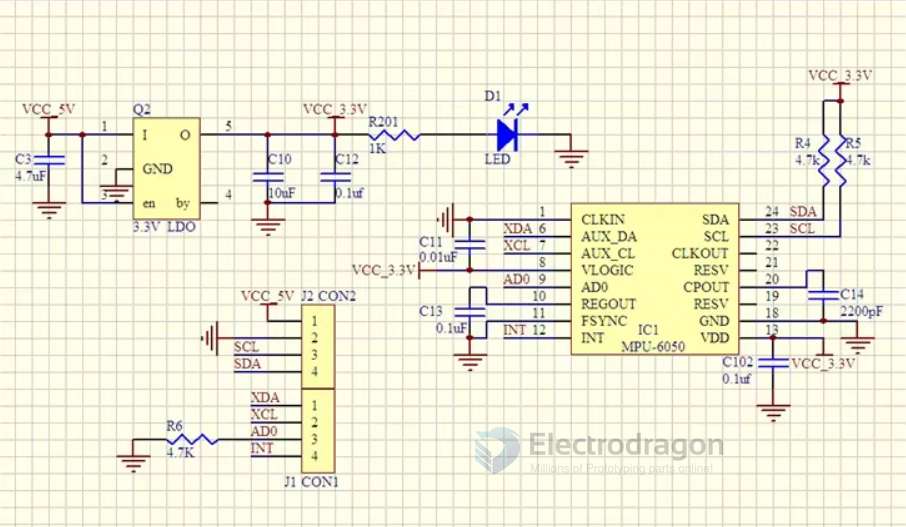 VCC_5V
Q2
1
I
O
5
2
GND
3
en
by
4
3.3V LDO
C3
4.7uF
C10
10uF
VCC_3.3V
C12
0.1uf
R201
1K
D1
LED
VCC_3.3V
R4
4.7k
R5
4.7k
1
CLKIN
XDA
6
AUX_DA
XCL
7
AUX_CL
8
VLOGIC
AD0
9
AD0
10
REGOUT
11
FSYNC
INT
12
INT
SDA
24
SDA
SCL
23
SCL
CLKOUT
22
RESV
21
CPOUT
20
RESV
19
GND
18
VDD
13
IC1
MPU-6050
C11
0.01uF
VCC_3.3V
C13
0.1uF
C14
2200pF
C102
0.1uf
VCC_3.3V
VCC_5V
J2 CON2
1
2
SCL
3
SDA
4
XDA
1
XCL
2
AD0
3
INT
4
J1 CON1
R6
4.7K
Electrodragon
Millions of Prototyping parts online!